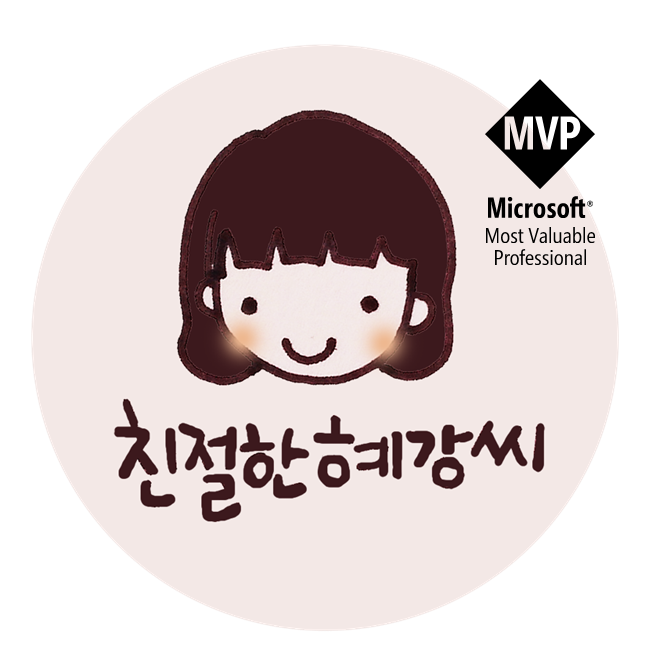 MVP
Microsoft®
Most Valuable
Professional
친절한혜강씨